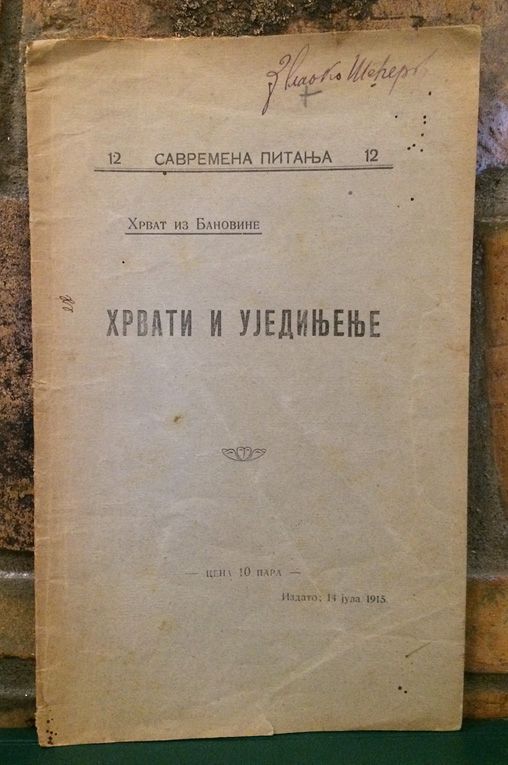 12 САВРЕМЕНА ПИТАЊА 12
Хрват из Бановине
ХРВАТИ И УЈЕДИЊЕЊЕ
— ЦЕНА 10 ПАРА —
Издато; 14 јула 1915